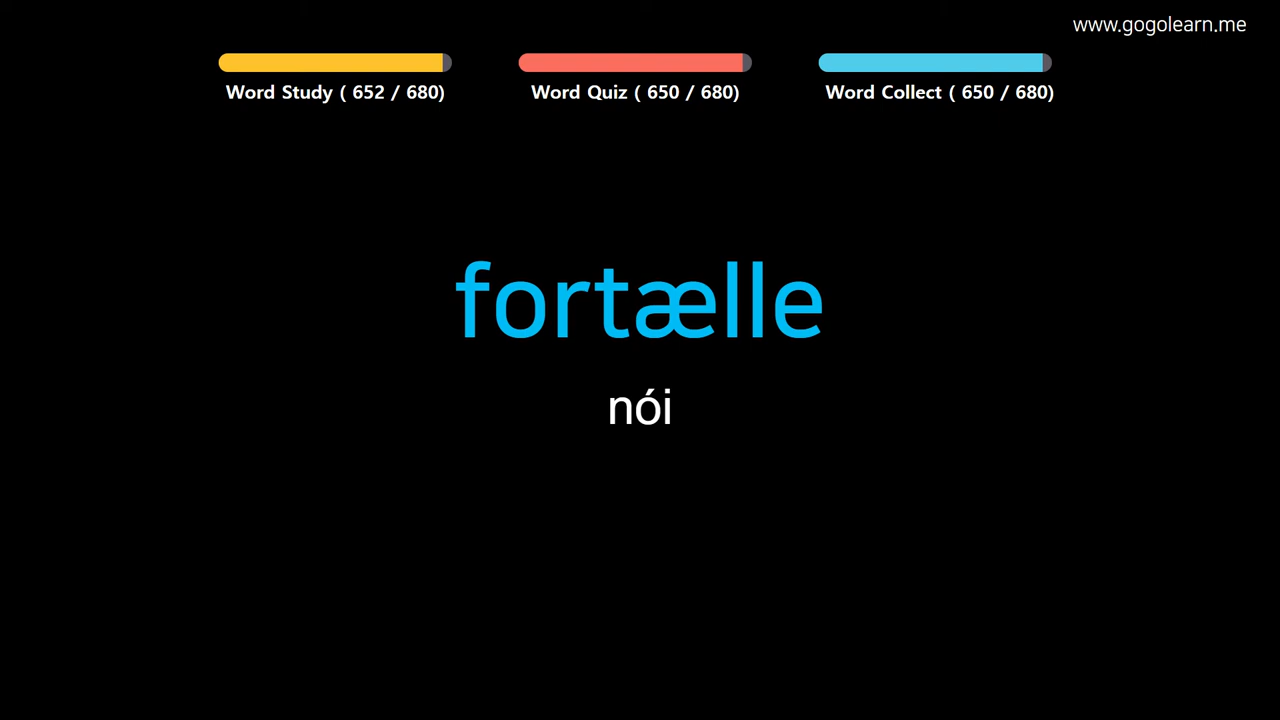 www.gogolearn.me
Word Study ( 652 / 680)
Word Quiz ( 650 / 680)
Word Collect ( 650 / 680)
fortælle
nói